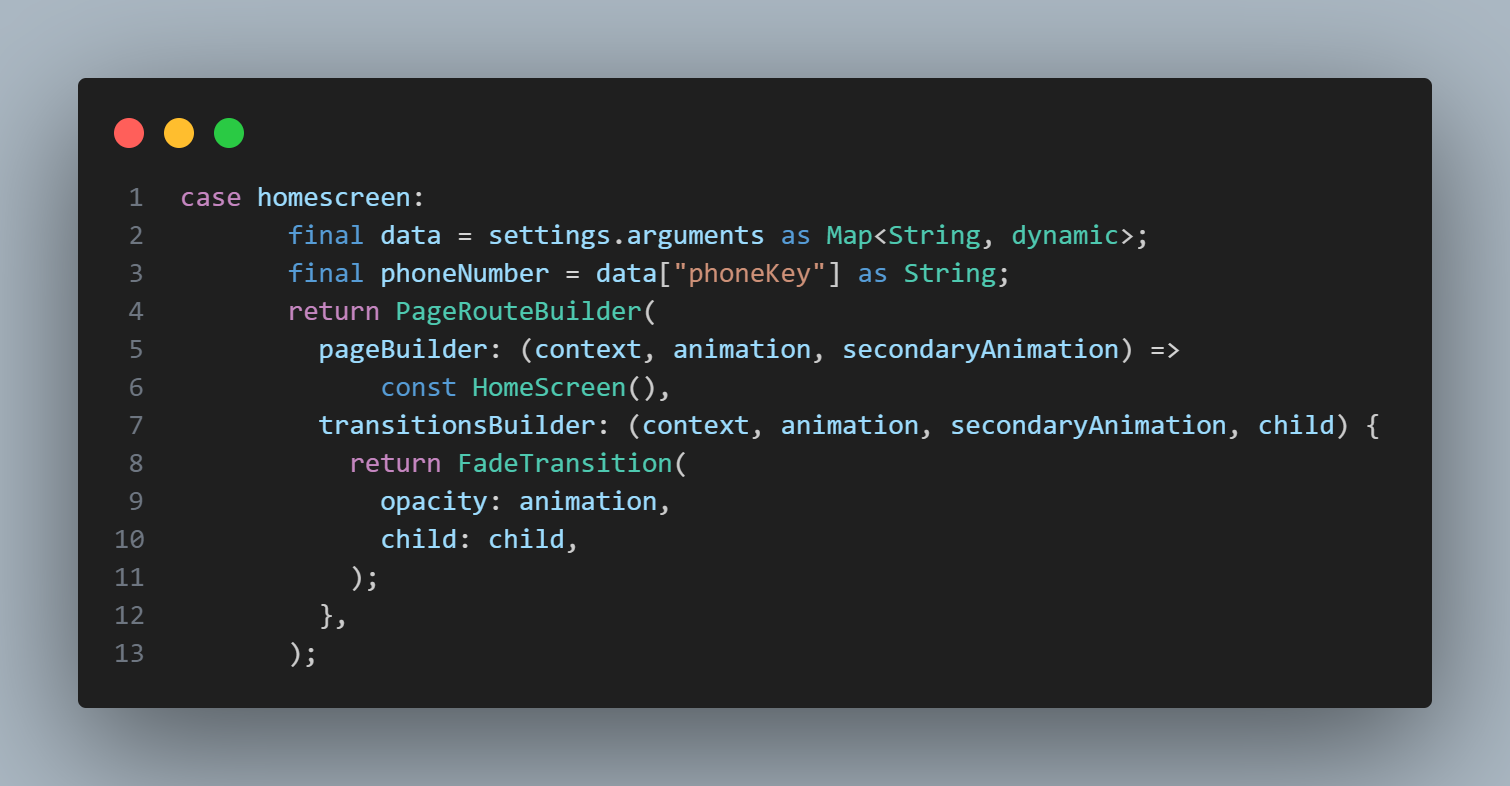 1 case homescreen:
2 final data = settings.arguments as Map<String, dynamic>;
3 final phoneNumber = data["phoneKey"] as String;
4 return PageRouteBuilder(
5 pageBuilder: (context, animation, secondaryAnimation) =>
6 const HomeScreen(),
7 transitionsBuilder: (context, animation, secondaryAnimation, child) {
8 return FadeTransition(
9 opacity: animation,
10 child: child,
11 );
12 },
13 );